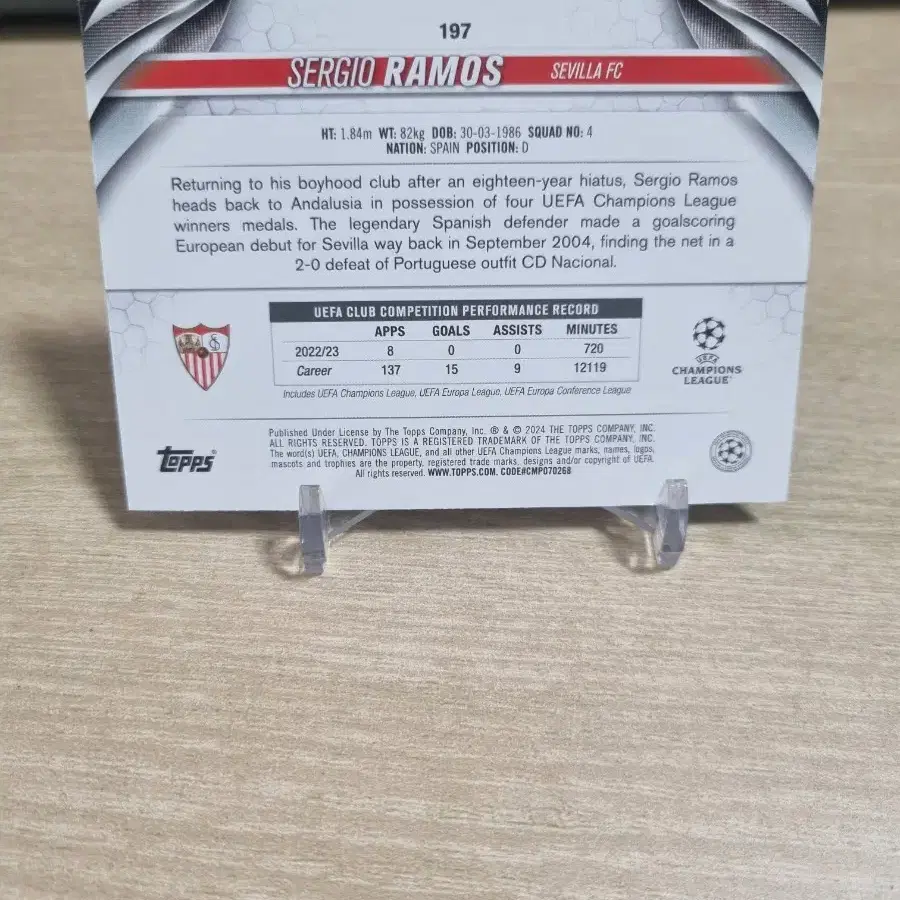 197
SERGIO RAMOS SEVILLA FC
HT: 1.84m WT: 82kg DOB: 30-03-1986 SQUAD NO: 4
NATION: SPAIN POSITION: D
Returning to his boyhood club after an eighteen-year hiatus, Sergio Ramos
heads back to Andalusia in possession of four UEFA Champions League
winners medals. The legendary Spanish defender made a goalscoring
European debut for Sevilla way back in September 2004, finding the net in a
2-0 defeat of Portuguese outfit CD Nacional.
UEFA CLUB COMPETITION PERFORMANCE RECORD
APPS GOALS ASSISTS MINUTES
2022/23 8 0 0 720
Career 137 15 9 12119
Includes UEFA Champions League, UEFA Europa League, UEFA Europa Conference League
UEFA
CHAMPIONS
LEAGUE
topps®
Published Under License by The Topps Company, Inc. ® & © 2024 THE TOPPS COMPANY, INC.
ALL RIGHTS RESERVED. TOPPS IS A REGISTERED TRADEMARK OF THE TOPPS COMPANY, INC.
The word(s) UEFA, CHAMPIONS LEAGUE, and all other UEFA Champions League marks, names, logos,
mascots and trophies are the property, registered trade marks, designs and/or copyright of UEFA.
All rights reserved. WWW.TOPPS.COM. CODE#CMP070268